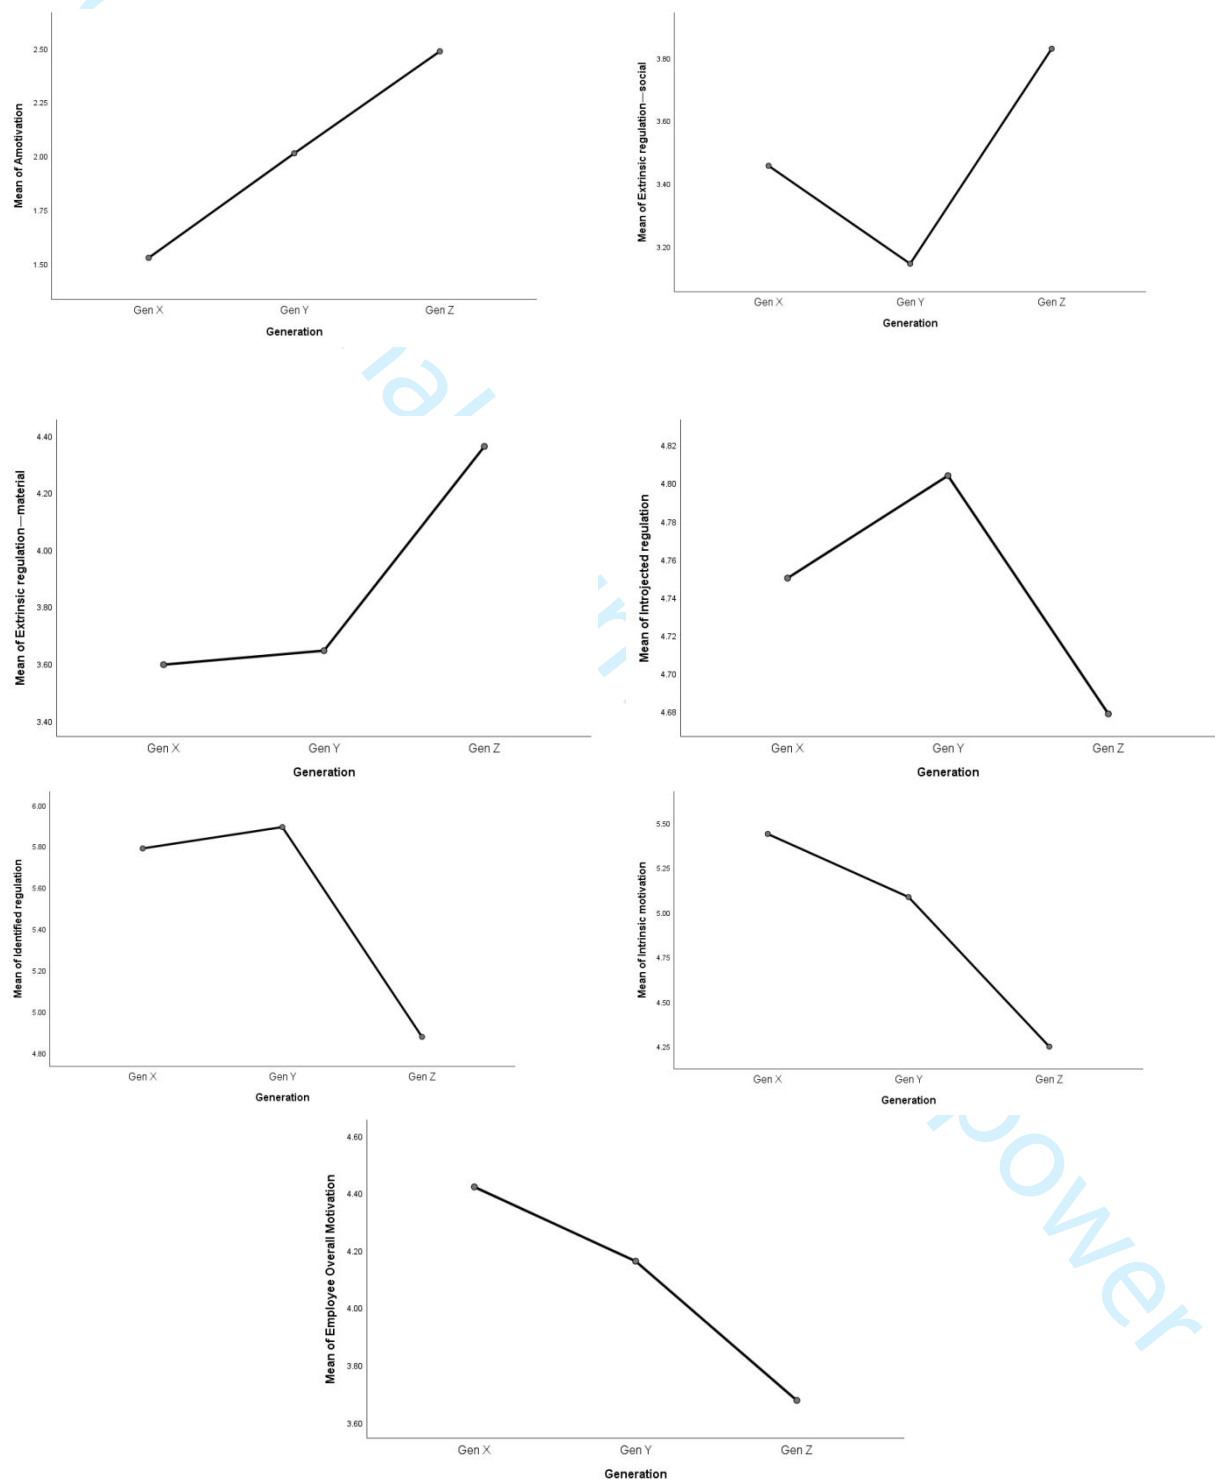 Mean of Amotivation
2.50
2.25
2.00
1.75
1.50
Gen X Gen Y Gen Z
Generation
Mean of Extrinsic regulation—social
3.80
3.60
3.40
3.20
Gen X Gen Y Gen Z
Generation
Mean of Extrinsic regulation—material
4.40
4.20
4.00
3.80
3.60
3.40
Gen X Gen Y Gen Z
Generation
Mean of Introjected regulation
4.82
4.80
4.78
4.76
4.74
4.72
4.70
4.68
Gen X Gen Y Gen Z
Generation
Mean of Identified regulation
6.00
5.80
5.60
5.40
5.20
5.00
4.80
Gen X Gen Y Gen Z
Generation
Mean of Intrinsic motivation
5.50
5.25
5.00
4.75
4.50
4.25
Gen X Gen Y Gen Z
Generation
Mean of Employee Overall Motivation
4.60
4.40
4.20
4.00
3.80
3.60
Gen X Gen Y Gen Z
Generation